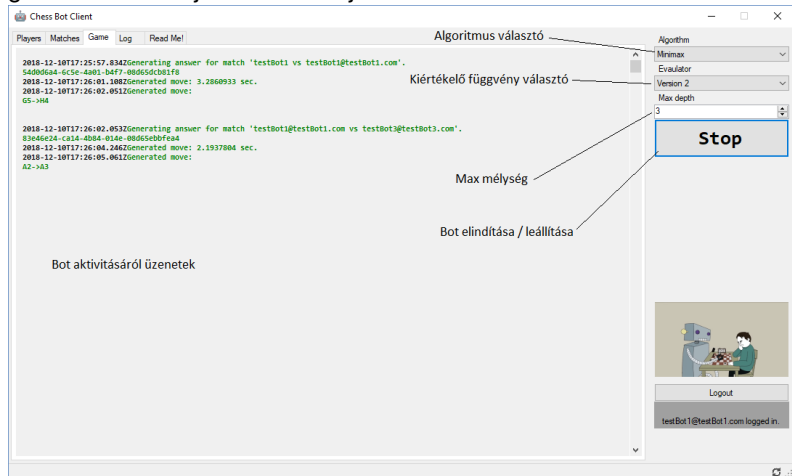 Chess Bot Client
Players Matches Game Log Read Me!
2018-12-10T17:25:57.834ZGenerating answer for match 'testBot1 vs testBot1@testBot1.com'.
54d0d6a4-6c5e-4a01-b4f7-08d65dcb81f8
2018-12-10T17:26:01.108ZGenerated move: 3.2860933 sec.
2018-12-10T17:26:02.051ZGenerated move:
G5->H4
2018-12-10T17:26:02.053ZGenerating answer for match 'testBot1@testBot1.com vs testBot3@testBot3.com'.
83e46e24-ca14-4b84-014e-08d65ebbfea4
2018-12-10T17:26:04.246ZGenerated move: 2.1937804 sec.
2018-12-10T17:26:05.061ZGenerated move:
A2->A3
Algoritmus választó
Kiértékelő függvény választó
Max mélység
Bot elindítása / leállítása
Bot aktivitásáról üzenetek
Algorithm
Minimax
Evaulator
Version 2
Max depth
3
Stop
Logout
testBot1@testBot1.com logged in.